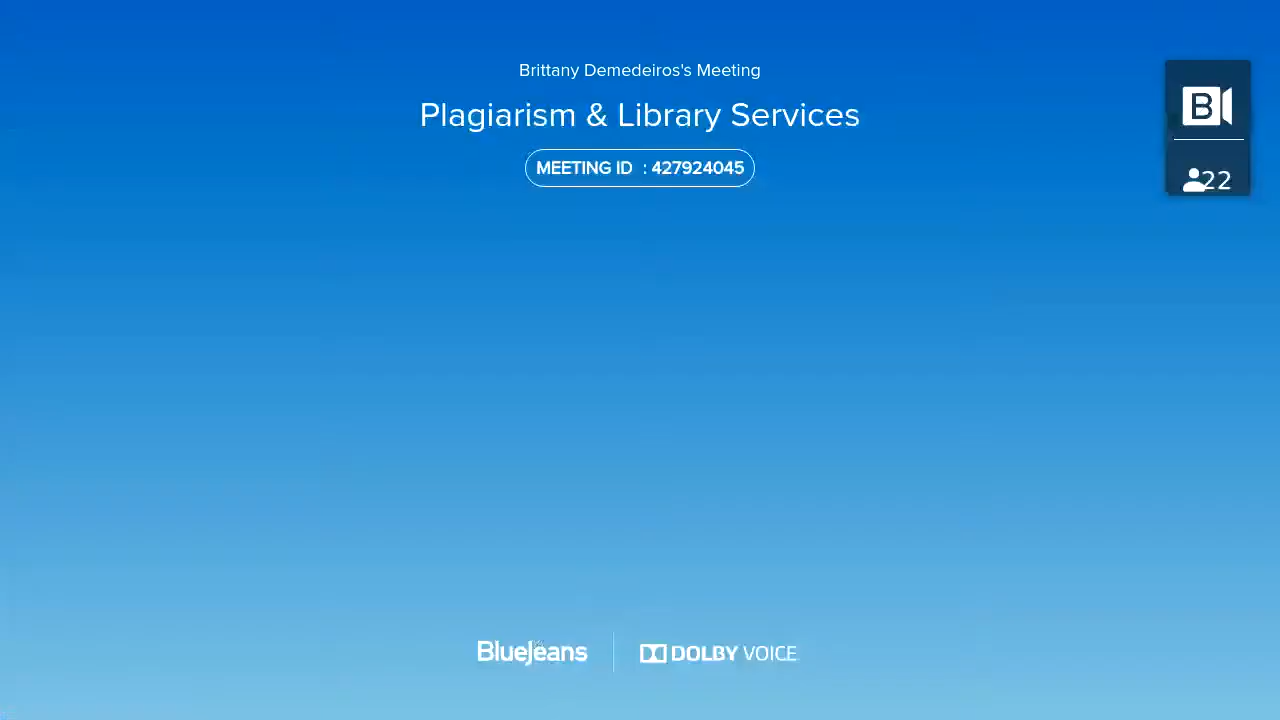 Brittany Demedeiros's Meeting
Plagiarism & Library Services
MEETING ID : 427924045
B
22
BlueJeans
DOLBY VOICE